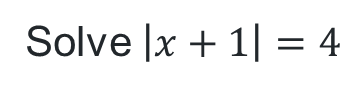 Solve |𝑥 + 1| = 4